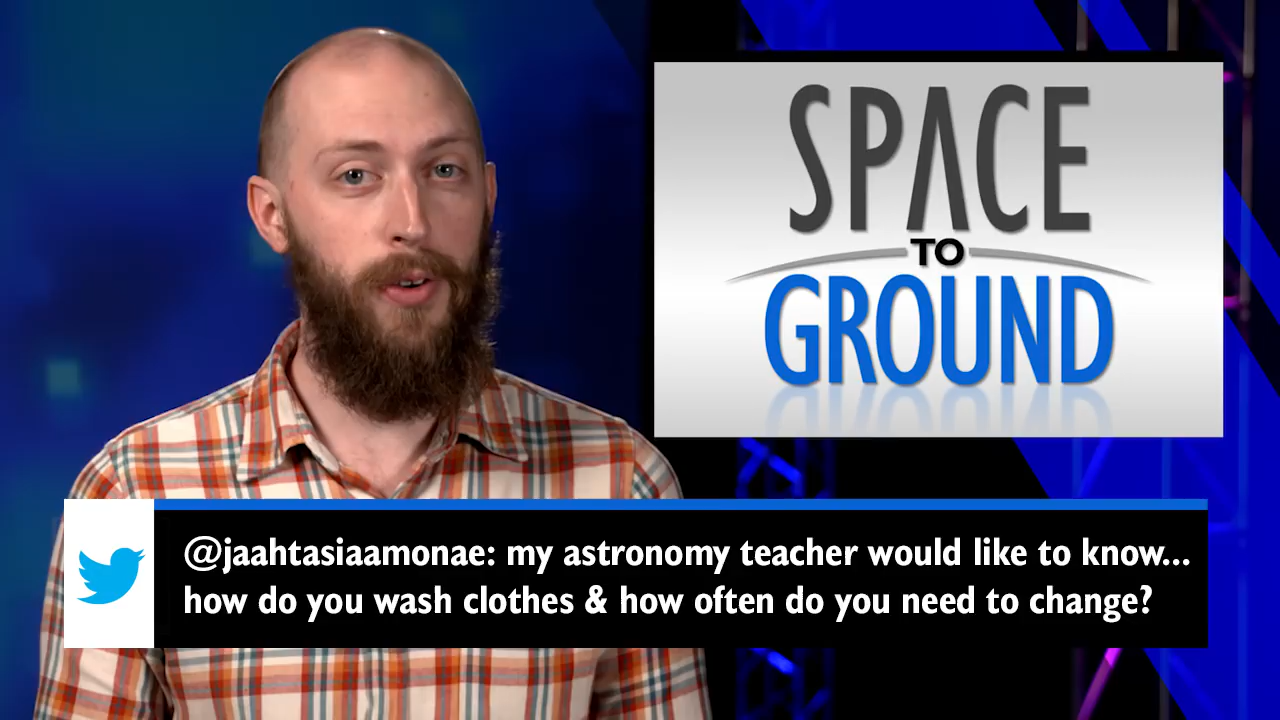 SPACE
TO
GROUND
@jaahtasiaamonae: my astronomy teacher would like to know...
how do you wash clothes & how often do you need to change?